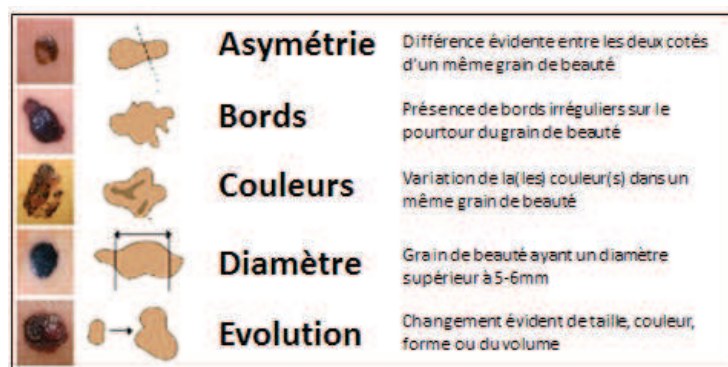 Asymétrie
Différence évidente entre les deux cotés
d'un même grain de beauté
Bords
Présence de bords irréguliers sur le
pourtour du grain de beauté
Couleurs
Variation de la(les) couleur(s) dans un
même grain de beauté
Diamètre
Grain de beauté ayant un diamètre
supérieur à 5-6mm
Evolution
Changement évident de taille, couleur,
forme ou du volume